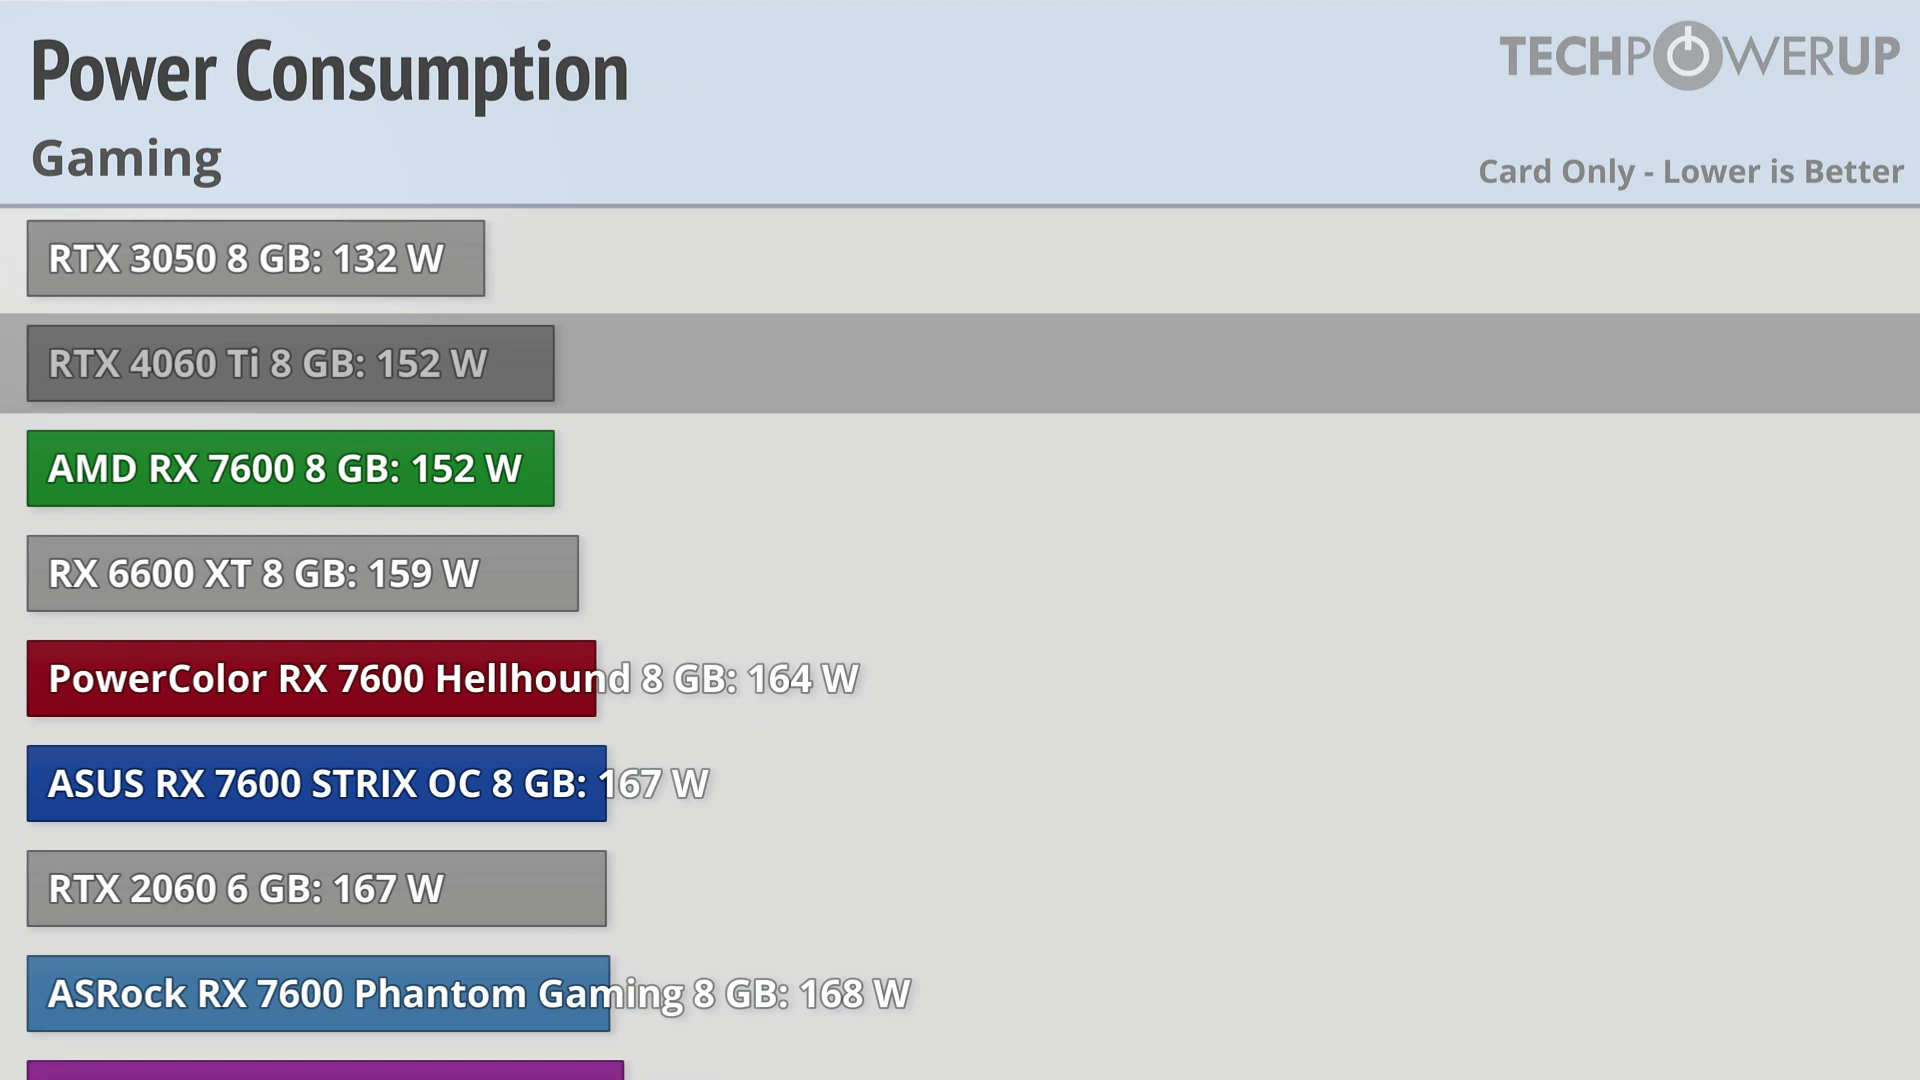 Power Consumption
TECHPOWERUP
Gaming
Card Only - Lower is Better
RTX 3050 8 GB: 132 W
RTX 4060 Ti 8 GB: 152 W
AMD RX 7600 8 GB: 152 W
RX 6600 XT 8 GB: 159 W
PowerColor RX 7600 Hellhound 8 GB: 164 W
ASUS RX 7600 STRIX OC 8 GB: 167 W
RTX 2060 6 GB: 167 W
ASRock RX 7600 Phantom Gaming 8 GB: 168 W